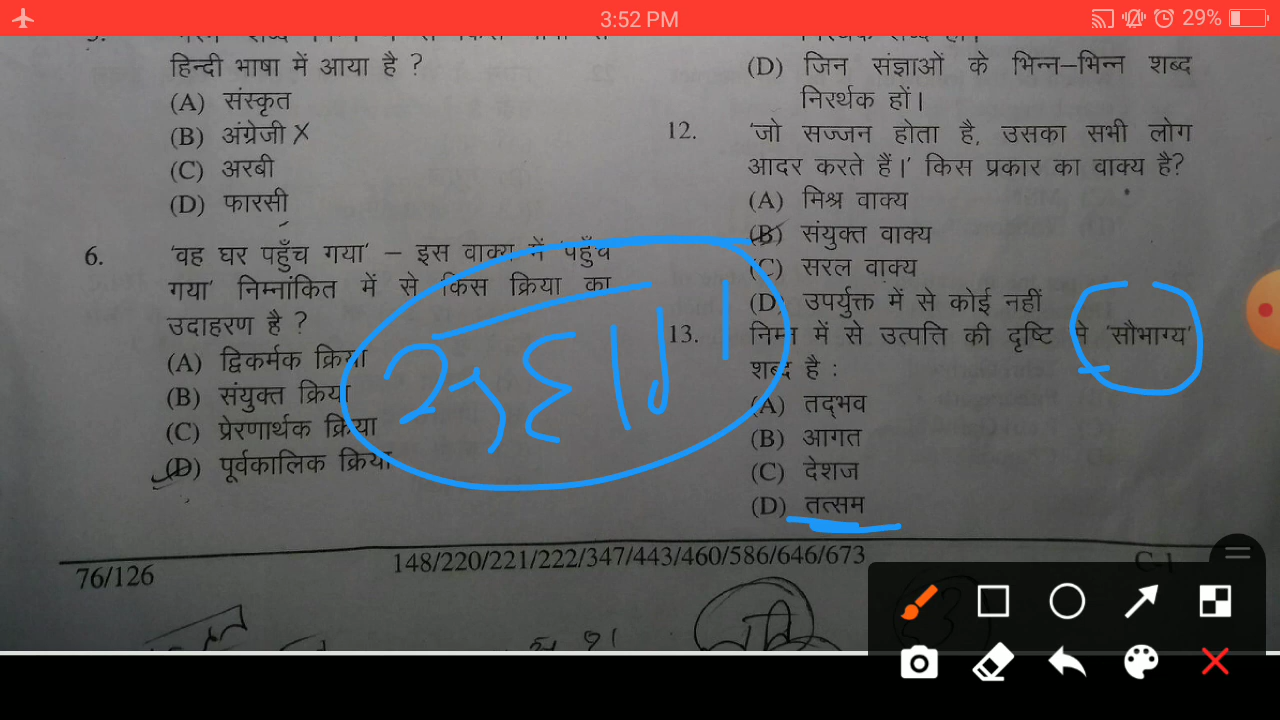 3:52 PM
29%
हिन्दी भाषा में आया है ?
(A) संस्कृत
(B) अंग्रेजी X
(C) अरबी
(D) फारसी
6. 'वह घर पहुँच गया' – इस वाक्य में 'पहुँच
गया' निम्नांकित में से किस क्रिया का
उदाहरण है ?
(A) द्विकर्मक क्रिया
(B) संयुक्त क्रिया
(C) प्रेरणार्थक क्रिया
(D) पूर्वकालिक क्रिया
सुहाग
(D) जिन संज्ञाओं के भिन्न–भिन्न शब्द
निरर्थक हों।
12. 'जो सज्जन होता है, उसका सभी लोग
आदर करते हैं।' किस प्रकार का वाक्य है?
(A) मिश्र वाक्य
(B) संयुक्त वाक्य
(C) सरल वाक्य
(D) उपर्युक्त में से कोई नहीं
13. निम्न में से उत्पत्ति की दृष्टि से 'सौभाग्य'
शब्द है :
(A) तद्भव
(B) आगत
(C) देशज
(D) तत्सम
76/126
148/220/221/222/347/443/460/586/646/673
C-1